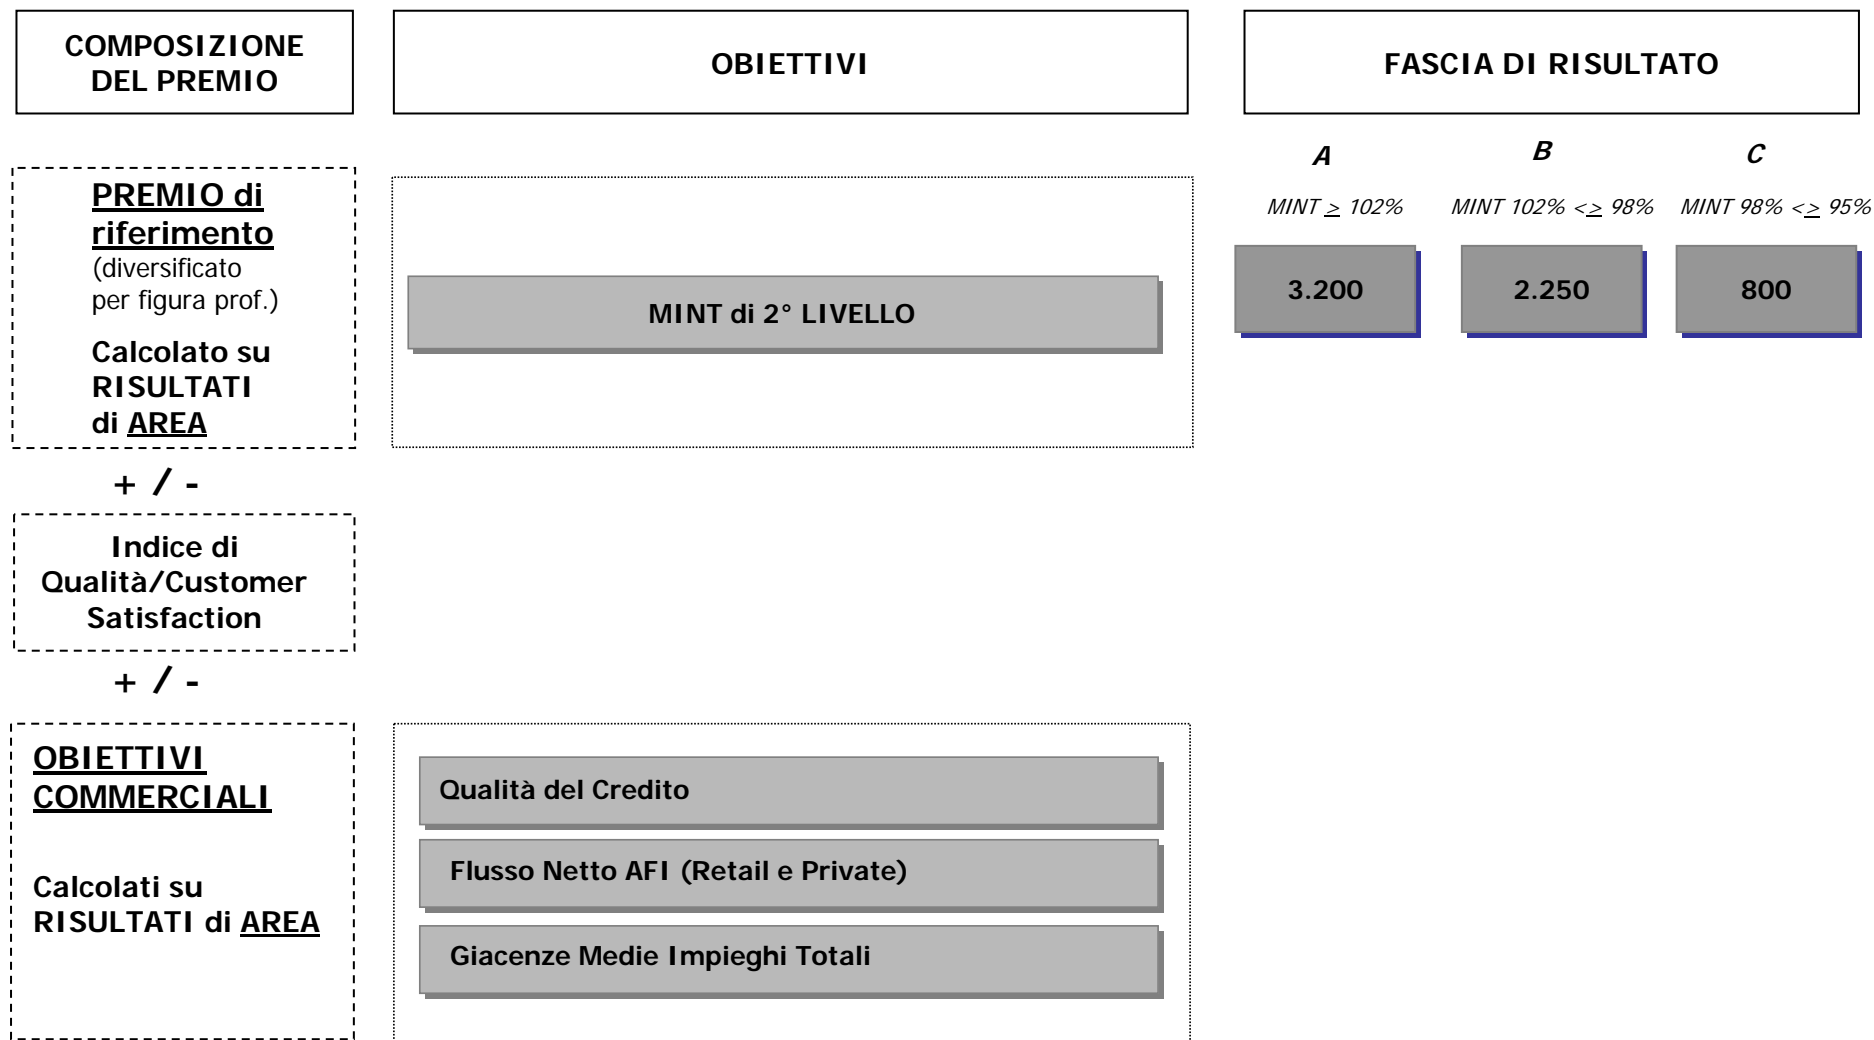 COMPOSIZIONE
DEL PREMIO
OBIETTIVI
FASCIA DI RISULTATO
A
B
C
MINT ≥ 102%
MINT 102% <≥ 98%
MINT 98% <≥ 95%
PREMIO di
riferimento
(diversificato
per figura prof.)
Calcolato su
RISULTATI
di AREA
MINT di 2° LIVELLO
3.200
2.250
800
+ / -
Indice di
Qualità/Customer
Satisfaction
+ / -
OBIETTIVI
COMMERCIALI
Calcolati su
RISULTATI di AREA
Qualità del Credito
Flusso Netto AFI (Retail e Private)
Giacenze Medie Impieghi Totali